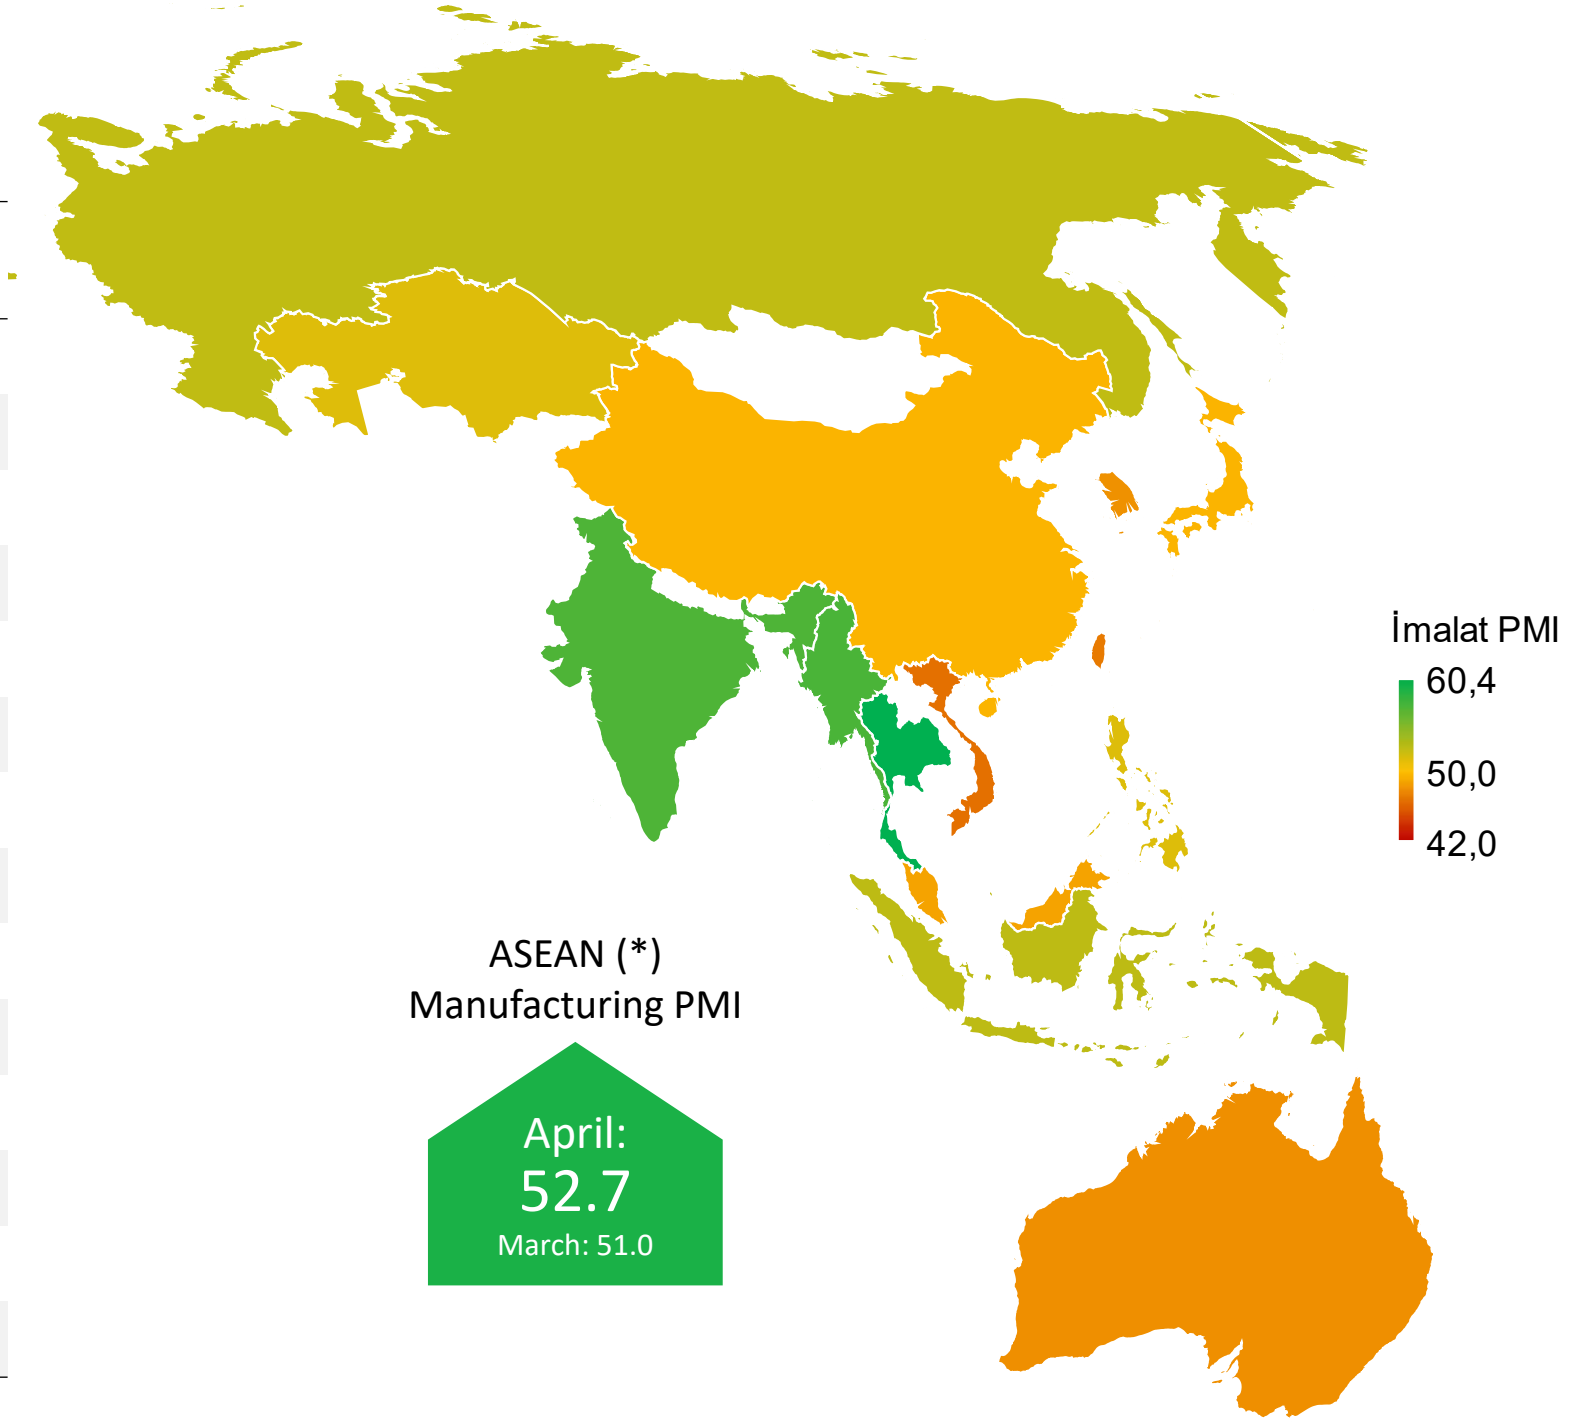 İmalat PMI
60,4
50,0
42,0
ASEAN (*)
Manufacturing PMI
April:
52.7
March: 51.0